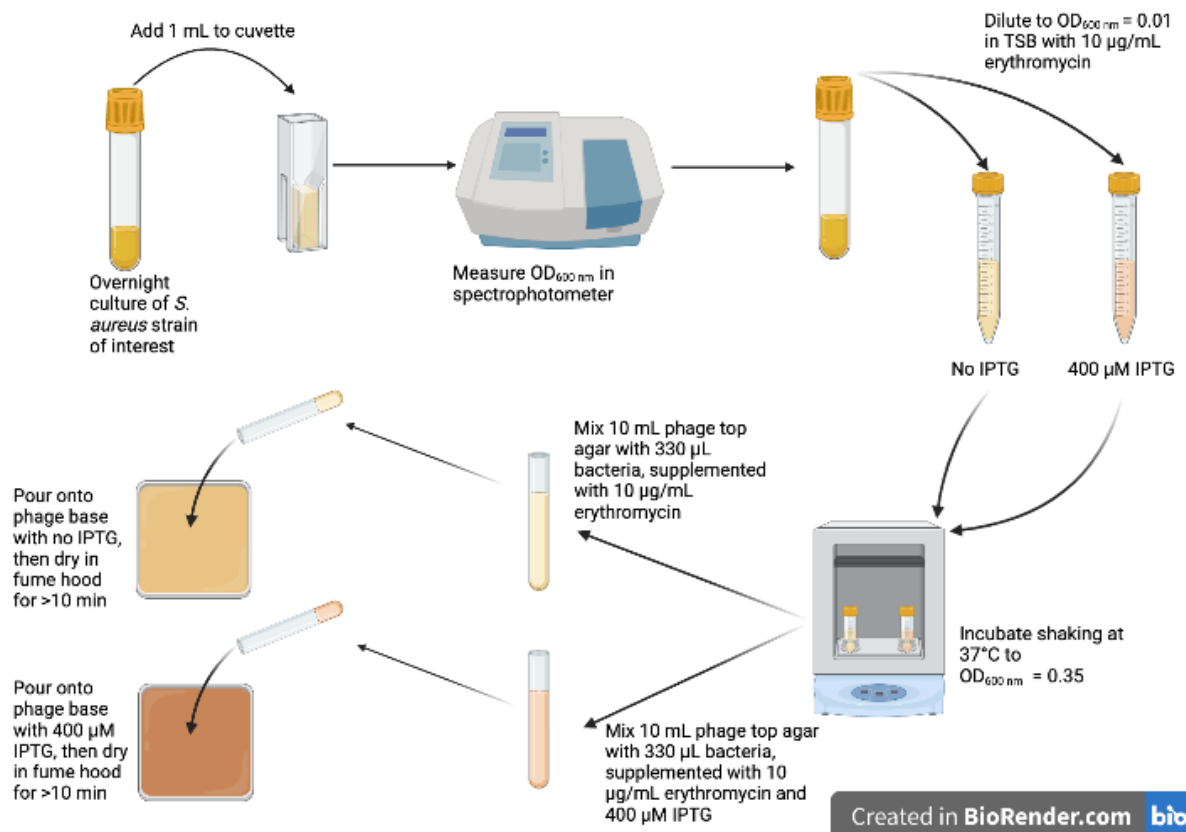 Add 1 mL to cuvette
Overnight
culture of S.
aureus strain
of interest
Measure OD600 nm in
spectrophotometer
Dilute to OD600 nm = 0.01
in TSB with 10 µg/mL
erythromycin
No IPTG
400 µM IPTG
Incubate shaking at
37°C to
OD600 nm = 0.35
Mix 10 mL phage top
agar with 330 µL
bacteria, supplemented
with 10 µg/mL
erythromycin
Pour onto
phage base
with no IPTG,
then dry in
fume hood
for >10 min
Mix 10 mL phage top agar
with 330 µL bacteria,
supplemented with 10
µg/mL erythromycin and
400 µM IPTG
Pour onto
phage base
with 400 µM
IPTG, then dry
in fume hood
for >10 min
Created in BioRender.com bio